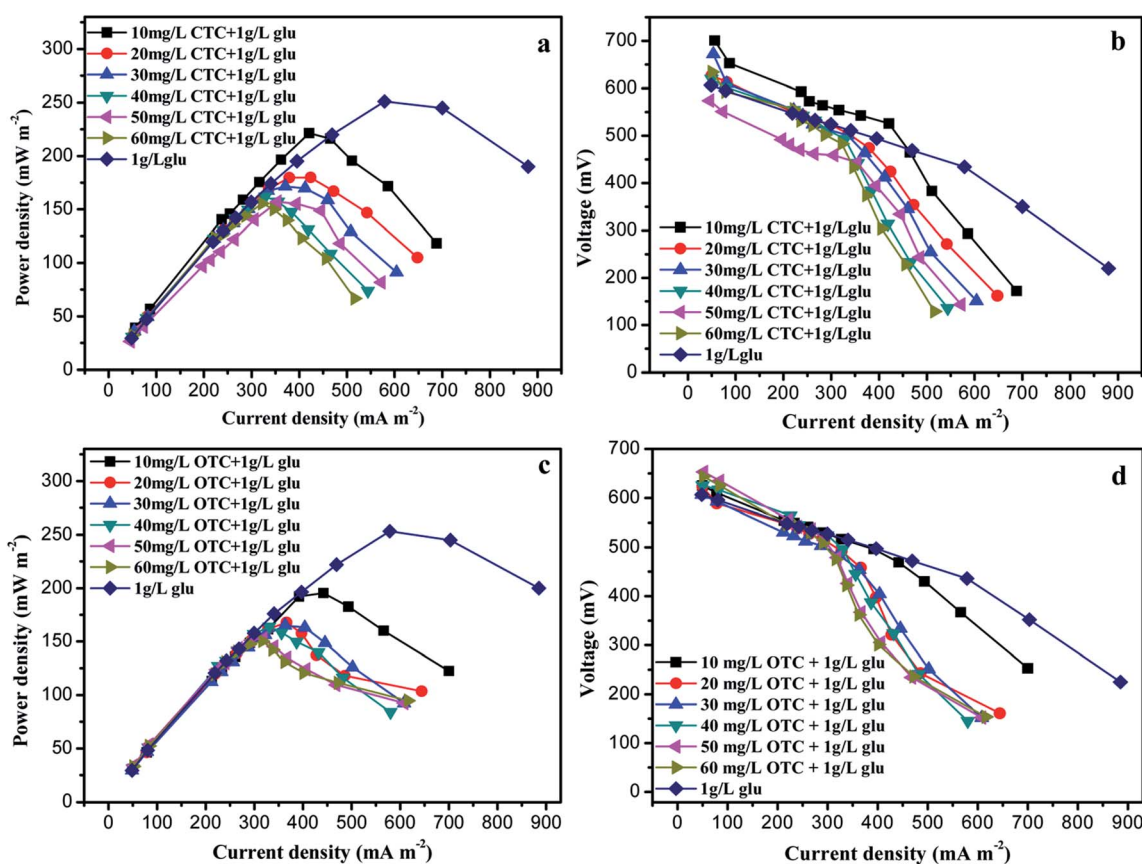 a
10mg/L CTC+1g/L glu
20mg/L CTC+1g/L glu
30mg/L CTC+1g/L glu
40mg/L CTC+1g/L glu
50mg/L CTC+1g/L glu
60mg/L CTC+1g/L glu
1g/Lglu
Power density (mW m⁻²)
300
250
200
150
100
50
0
0 100 200 300 400 500 600 700 800 900
Current density (mA m⁻²)
b
Voltage (mV)
700
600
500
400
300
200
100
0
10mg/L CTC+1g/Lglu
20mg/L CTC+1g/Lglu
30mg/L CTC+1g/Lglu
40mg/L CTC+1g/Lglu
50mg/L CTC+1g/Lglu
60mg/L CTC+1g/Lglu
1g/Lglu
0 100 200 300 400 500 600 700 800 900
Current density (mA m⁻²)
c
10mg/L OTC+1g/L glu
20mg/L OTC+1g/L glu
30mg/L OTC+1g/L glu
40mg/L OTC+1g/L glu
50mg/L OTC+1g/L glu
60mg/L OTC+1g/L glu
1g/L glu
Power density (mW m⁻²)
300
250
200
150
100
50
0
0 100 200 300 400 500 600 700 800 900
Current density (mA m⁻²)
d
Voltage (mV)
700
600
500
400
300
200
100
0
10 mg/L OTC + 1g/L glu
20 mg/L OTC + 1g/L glu
30 mg/L OTC + 1g/L glu
40 mg/L OTC + 1g/L glu
50 mg/L OTC + 1g/L glu
60 mg/L OTC + 1g/L glu
1g/L glu
0 100 200 300 400 500 600 700 800 900
Current density (mA m⁻²)